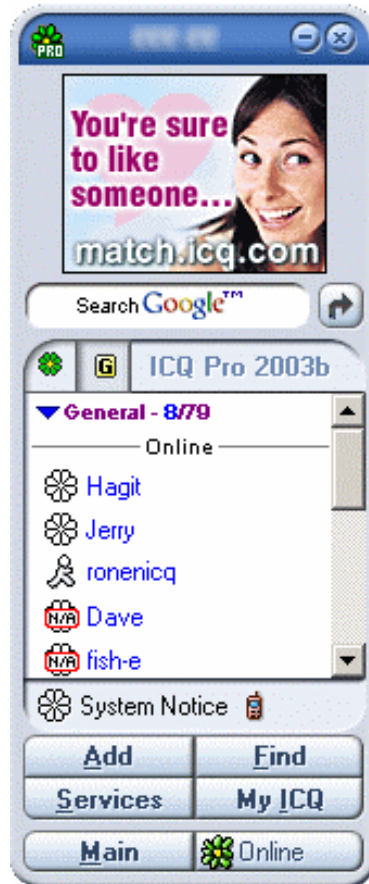 PRO
You're sure
to like
someone...
match.icq.com
Search Google™
G ICQ Pro 2003b
General - 8/79
Online
Hagit
Jerry
ronenicq
N/A Dave
N/A fish-e
System Notice
Add Find
Services My ICQ
Main Online